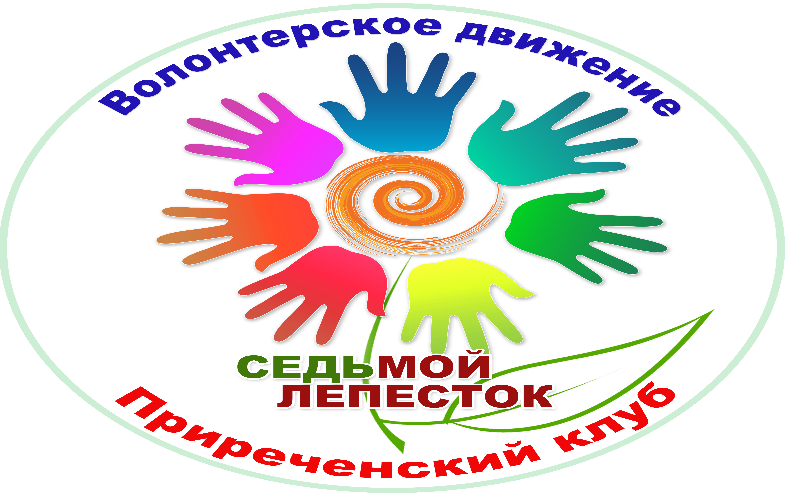 Волонтерское движение
СЕДЬМОЙ
ЛЕПЕСТОК
Приреченский клуб